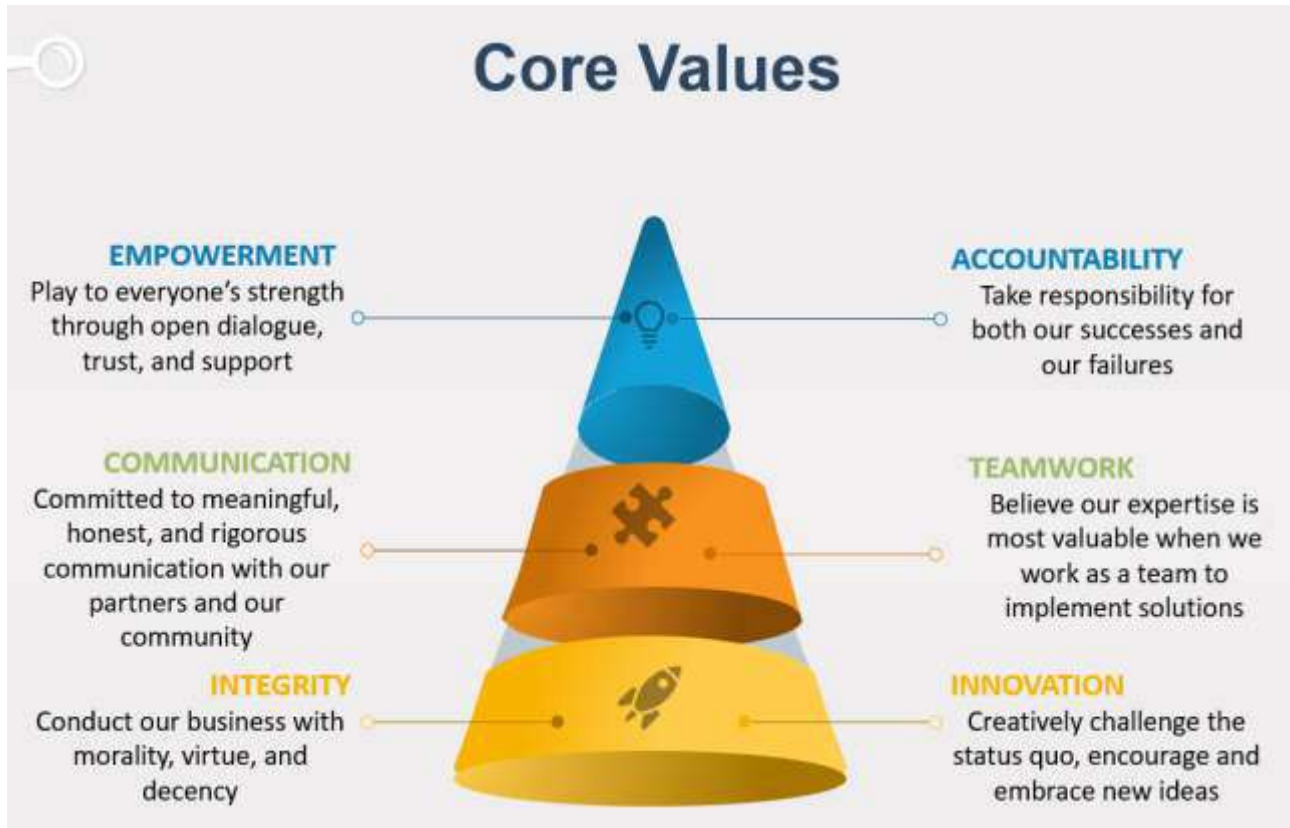 Core Values
EMPOWERMENT
Play to everyone’s strength
through open dialogue,
trust, and support
ACCOUNTABILITY
Take responsibility for
both our successes and
our failures
COMMUNICATION
Committed to meaningful,
honest, and rigorous
communication with our
partners and our
community
TEAMWORK
Believe our expertise is
most valuable when we
work as a team to
implement solutions
INTEGRITY
Conduct our business with
morality, virtue, and
decency
INNOVATION
Creatively challenge the
status quo, encourage and
embrace new ideas